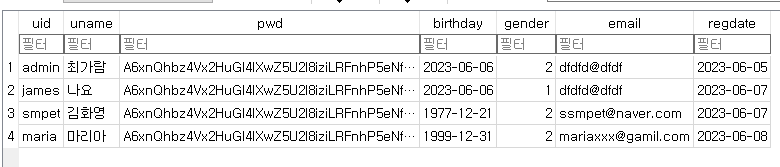 uid uname pwd birthday gender email regdate
필터 필터 필터 필터 필터 필터 필터
1 admin 최가람 A6xnQhbz4Vx2HuGl4lXwZ5U2l8iziLRFnhP5eNf… 2023-06-06 2 dfdfd@dfdf 2023-06-05
2 james 나요 A6xnQhbz4Vx2HuGl4lXwZ5U2l8iziLRFnhP5eNf… 2023-06-06 1 dfdfd@dfdf 2023-06-07
3 smpet 김화영 A6xnQhbz4Vx2HuGl4lXwZ5U2l8iziLRFnhP5eNf… 1977-12-21 2 ssmpet@naver.com 2023-06-07
4 maria 마리아 A6xnQhbz4Vx2HuGl4lXwZ5U2l8iziLRFnhP5eNf… 1999-12-31 2 mariaxxx@gamil.com 2023-06-08